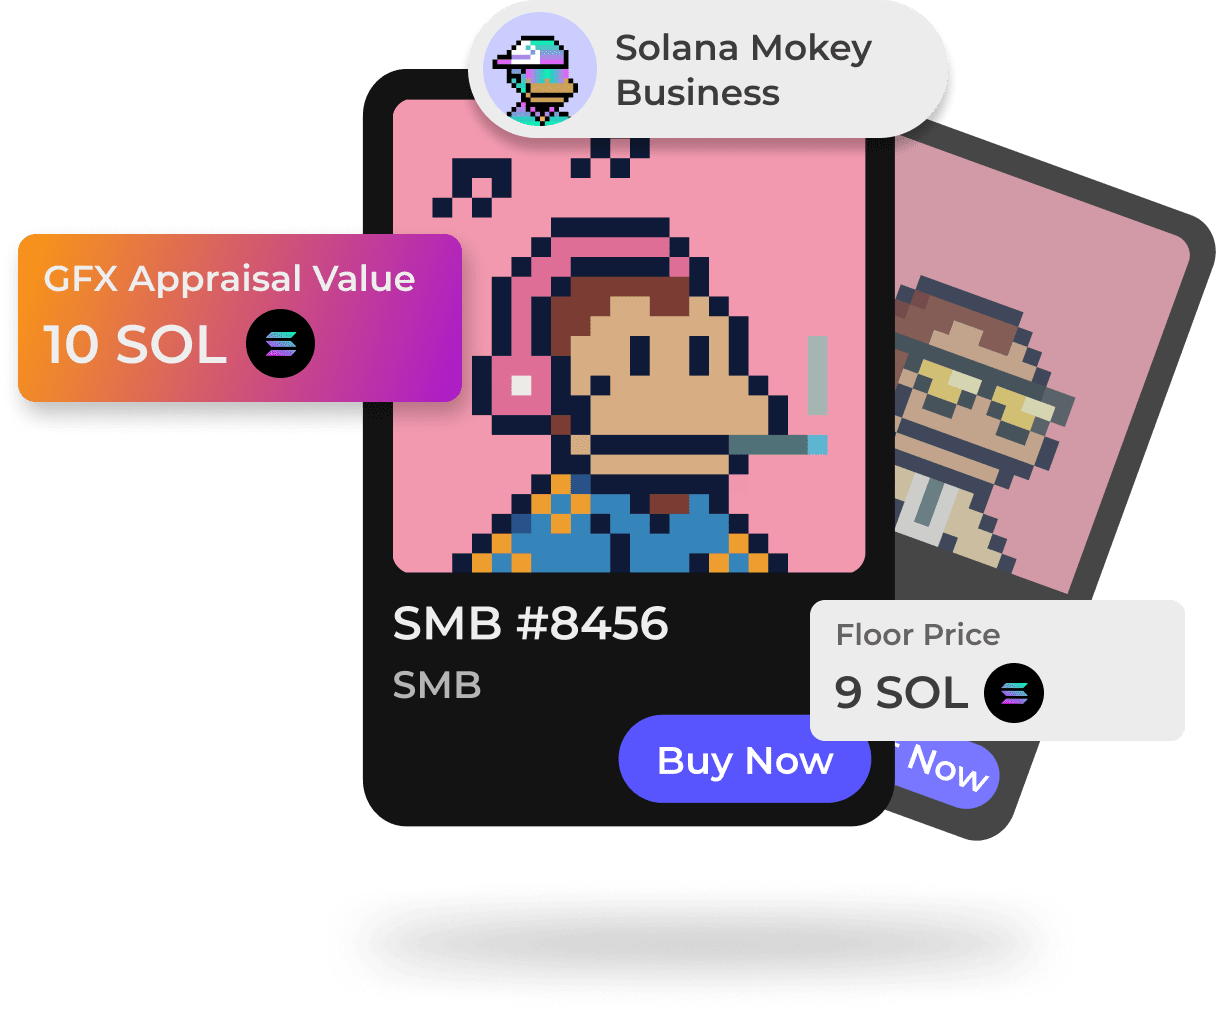 Solana Mokey
Business
GFX Appraisal Value
10 SOL
SMB #8456
SMB
Floor Price
9 SOL
Buy Now
Now